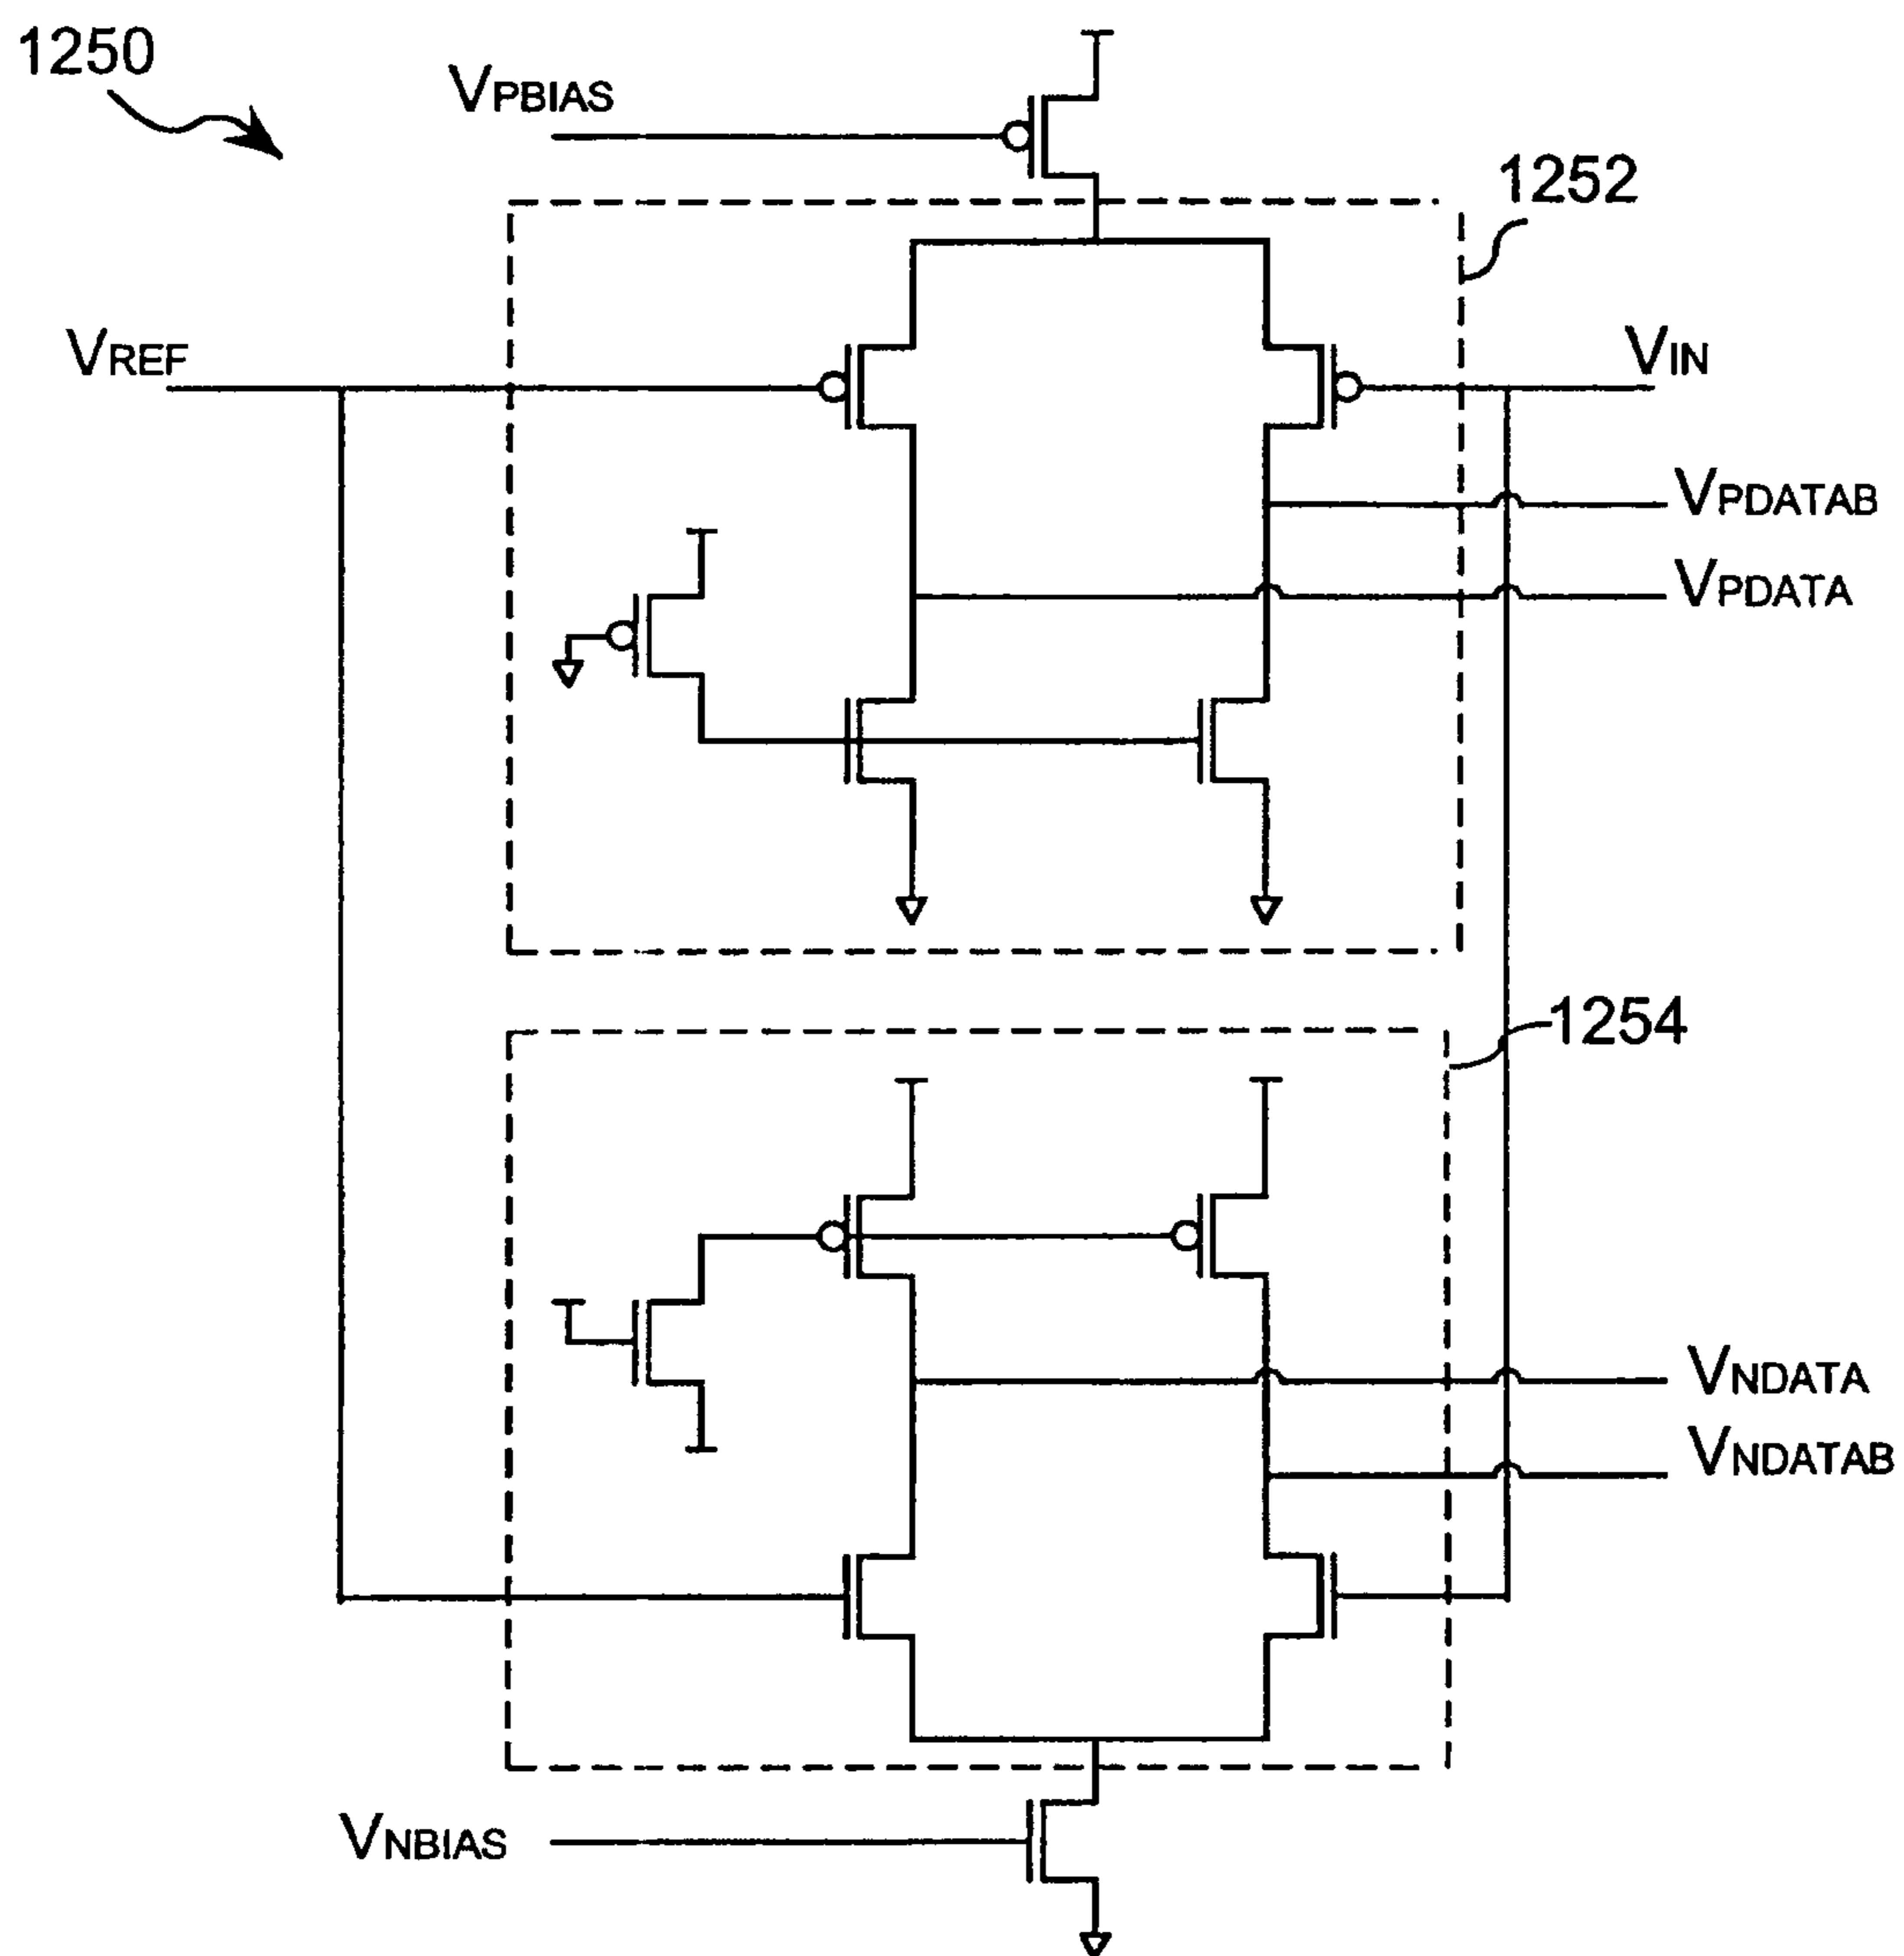 1250
VPBIAS
1252
VREF
VIN
VPDATAB
VPDATA
1254
VNDATA
VNDATAB
VNBIAS